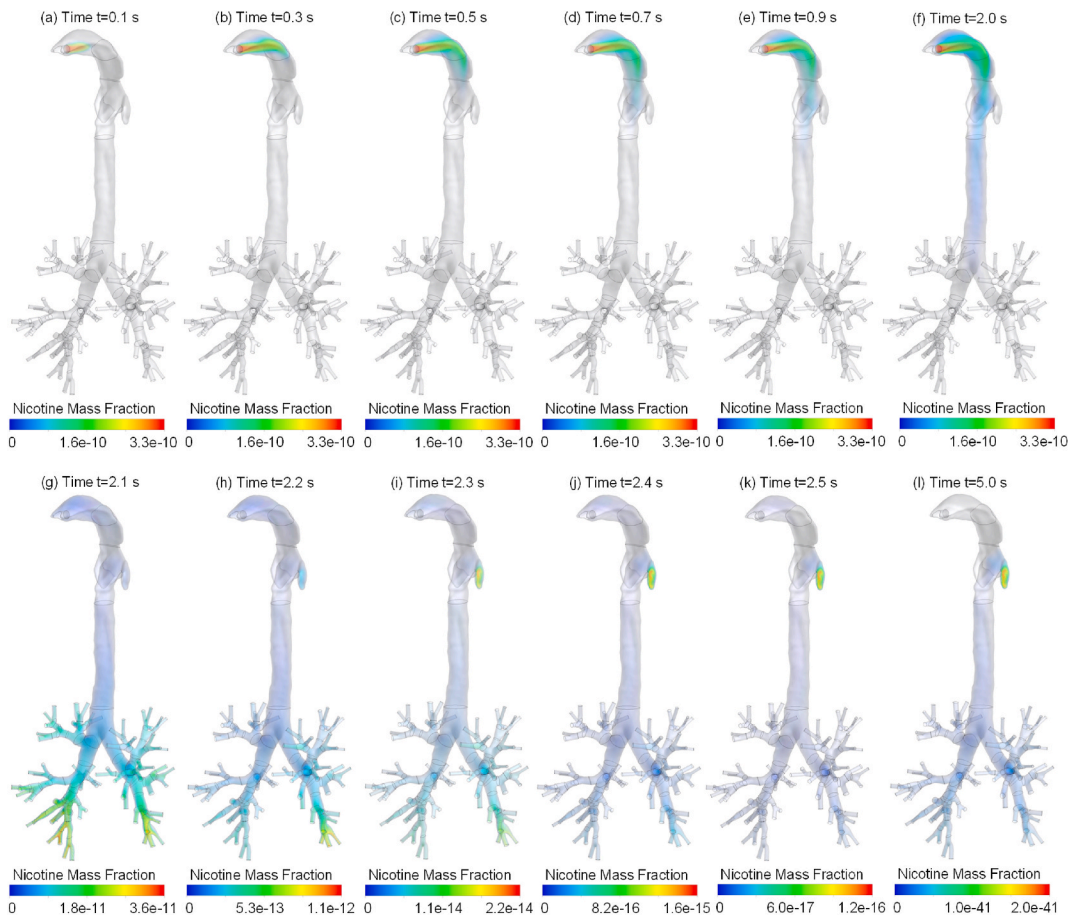 (a) Time t=0.1 s (b) Time t=0.3 s (c) Time t=0.5 s (d) Time t=0.7 s (e) Time t=0.9 s (f) Time t=2.0 s
Nicotine Mass Fraction Nicotine Mass Fraction Nicotine Mass Fraction Nicotine Mass Fraction Nicotine Mass Fraction Nicotine Mass Fraction
0 1.6e-10 3.3e-10 0 1.6e-10 3.3e-10 0 1.6e-10 3.3e-10 0 1.6e-10 3.3e-10 0 1.6e-10 3.3e-10 0 1.6e-10 3.3e-10
(g) Time t=2.1 s (h) Time t=2.2 s (i) Time t=2.3 s (j) Time t=2.4 s (k) Time t=2.5 s (l) Time t=5.0 s
Nicotine Mass Fraction Nicotine Mass Fraction Nicotine Mass Fraction Nicotine Mass Fraction Nicotine Mass Fraction Nicotine Mass Fraction
0 1.8e-11 3.6e-11 0 5.3e-13 1.1e-12 0 1.1e-14 2.2e-14 0 8.2e-16 1.6e-15 0 6.0e-17 1.2e-16 0 1.0e-41 2.0e-41